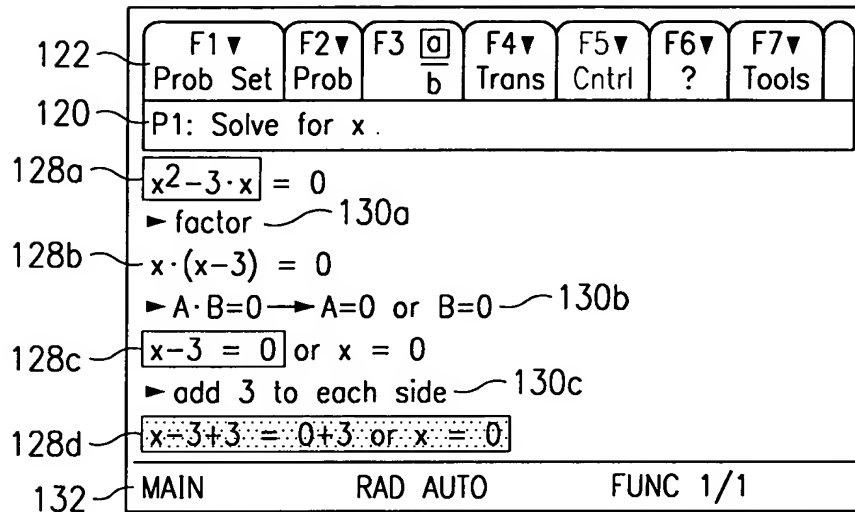 F1▼ F2▼ F3 a/b F4▼ F5▼ F6▼ F7▼
122 Prob Set Prob Trans Cntrl ? Tools
120 P1: Solve for x .
128a x²−3·x = 0
► factor 130a
128b x·(x−3) = 0
► A·B=0→A=0 or B=0 130b
128c x−3 = 0 or x = 0
► add 3 to each side 130c
128d x−3+3 = 0+3 or x = 0
132 MAIN RAD AUTO FUNC 1/1